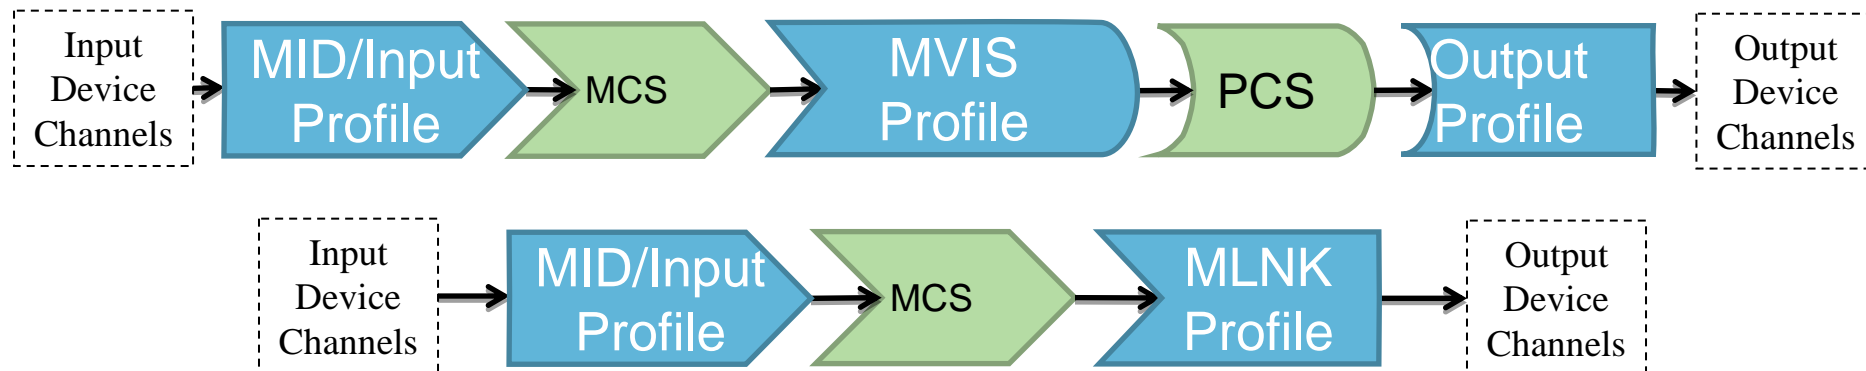 Input
Device
Channels
MID/Input
Profile
MCS
MVIS
Profile
PCS
Output
Profile
Output
Device
Channels
Input
Device
Channels
MID/Input
Profile
MCS
MLNK
Profile
Output
Device
Channels